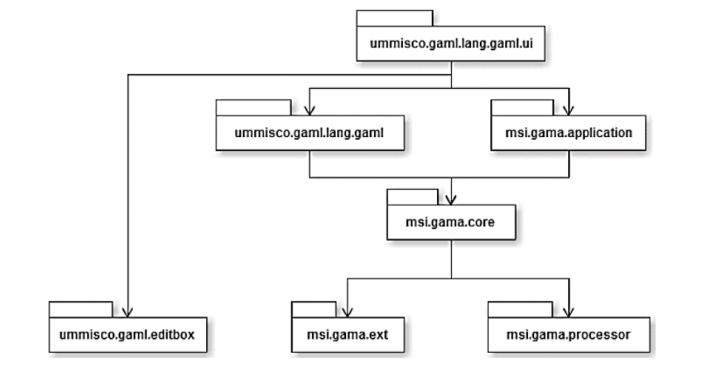 ummisco.gaml.lang.gaml.ui
ummisco.gaml.lang.gaml
msi.gama.application
msi.gama.core
ummisco.gaml.editbox
msi.gama.ext
msi.gama.processor